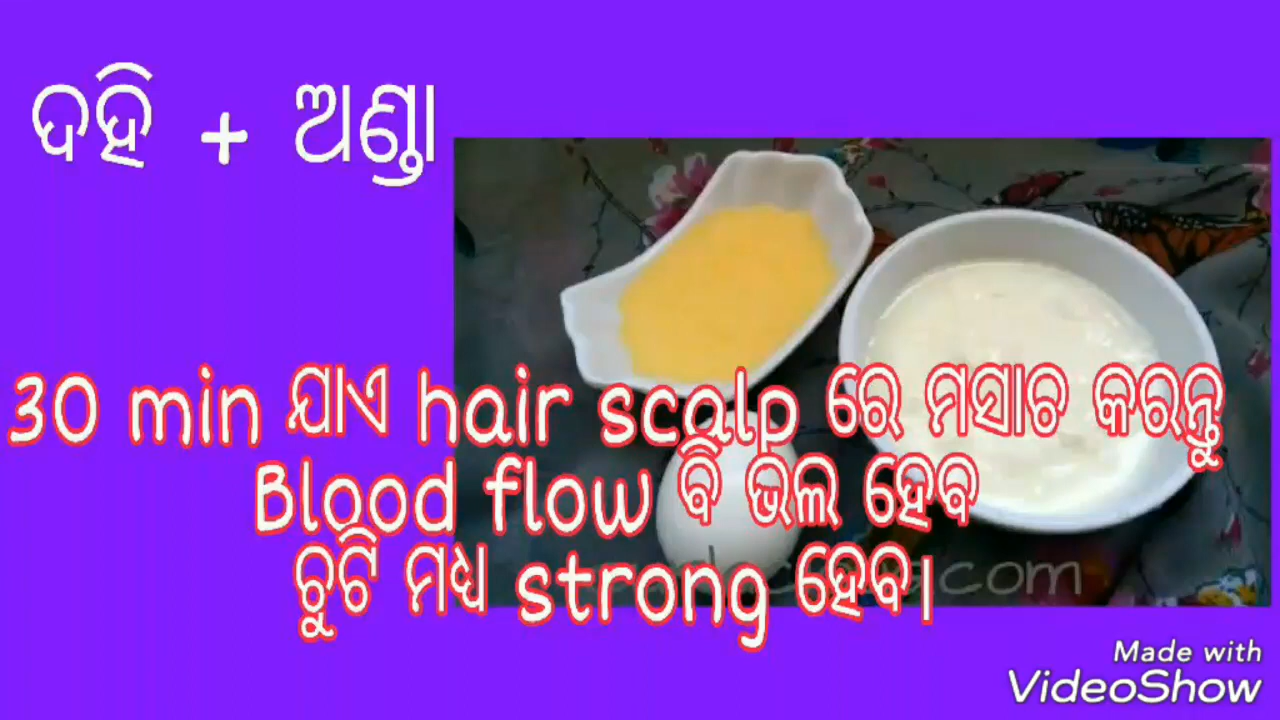 ଦହି + ଅଣ୍ଡା
30 min ଯାଏ hair scalp ରେ ମସାଚ କରନ୍ତୁ
Blood flow ବି ଭଲ ହେବ
ଚୁଟି ମଧ୍ୟ strong ହେବ।
Made with
VideoShow